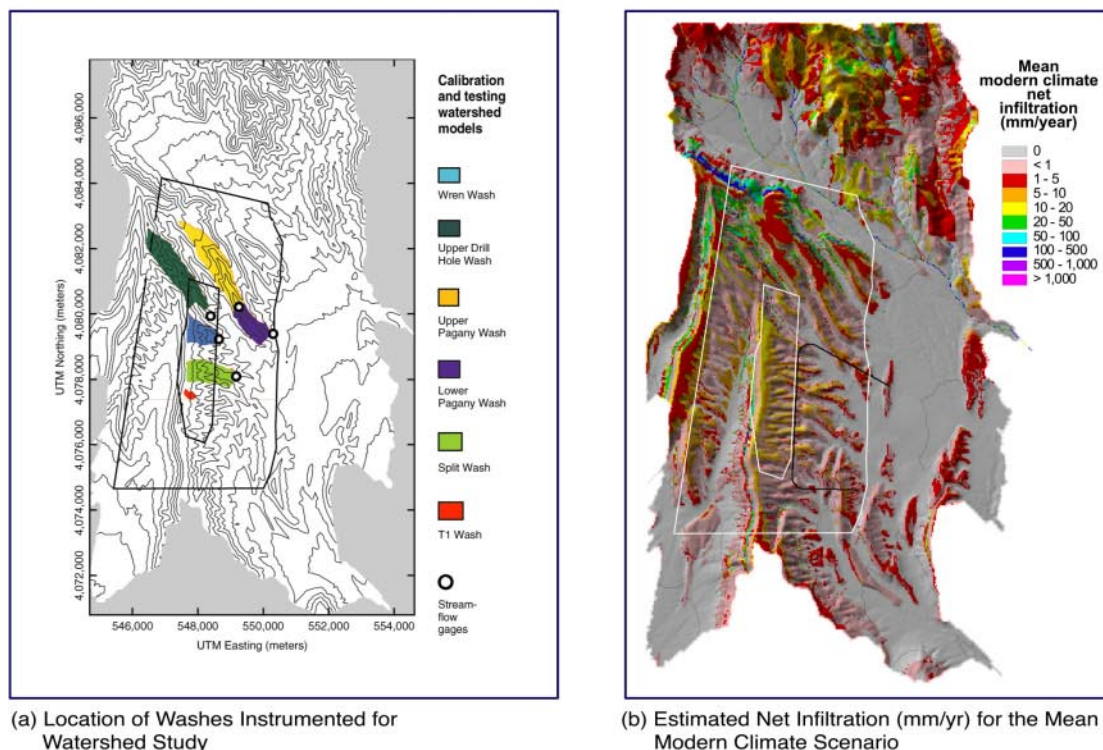 Calibration
and testing
watershed
models
Wren Wash
Upper Drill
Hole Wash
Upper
Pagany Wash
Lower
Pagany Wash
Split Wash
T1 Wash
Stream-
flow
gages
UTM Northing (meters)
4,086,000
4,084,000
4,082,000
4,080,000
4,078,000
4,076,000
4,074,000
4,072,000
546,000
548,000
550,000
552,000
554,000
UTM Easting (meters)
(a) Location of Washes Instrumented for
Watershed Study
Mean
modern climate
net
infiltration
(mm/year)
0
< 1
1 - 5
5 - 10
10 - 20
20 - 50
50 - 100
100 - 500
500 - 1,000
> 1,000
(b) Estimated Net Infiltration (mm/yr) for the Mean
Modern Climate Scenario